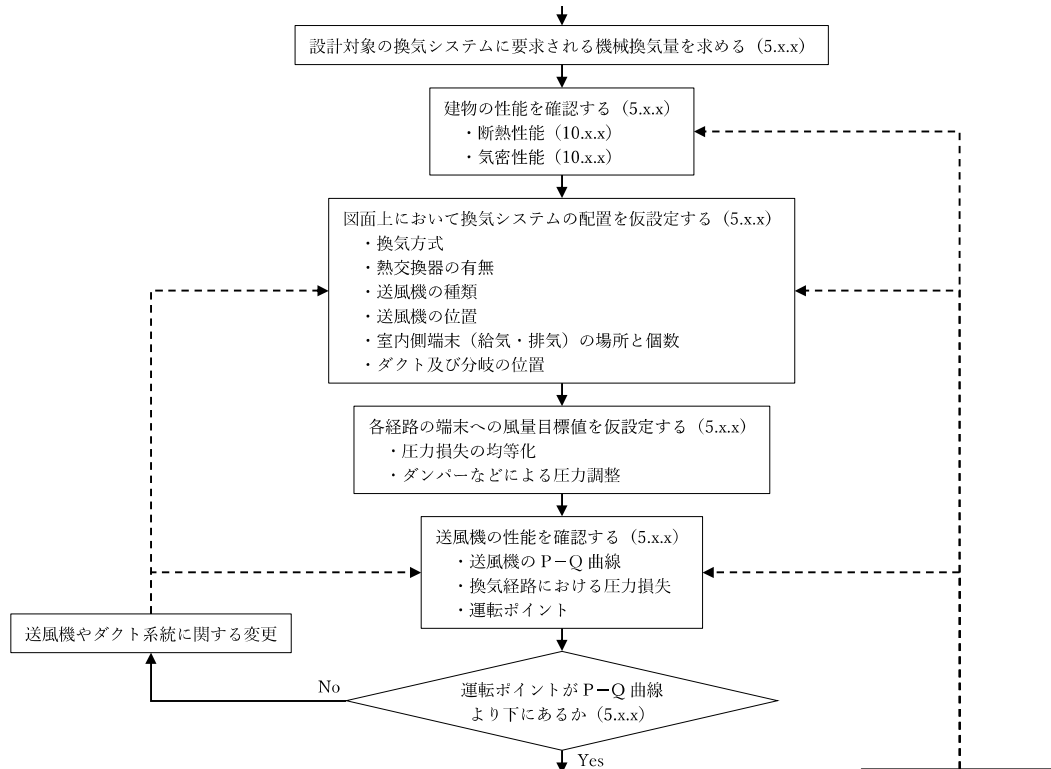 設計対象の換気システムに要求される機械換気量を求める（5.x.x）
建物の性能を確認する（5.x.x）
・断熱性能（10.x.x）
・気密性能（10.x.x）
図面上において換気システムの配置を仮設定する（5.x.x）
・換気方式
・熱交換器の有無
・送風機の種類
・送風機の位置
・室内側端末（給気・排気）の場所と個数
・ダクト及び分岐の位置
各経路の端末への風量目標値を仮設定する（5.x.x）
・圧力損失の均等化
・ダンパーなどによる圧力調整
送風機の性能を確認する（5.x.x）
・送風機のP－Q 曲線
・換気経路における圧力損失
・運転ポイント
送風機やダクト系統に関する変更
No
運転ポイントがP－Q 曲線
より下にあるか（5.x.x）
Yes